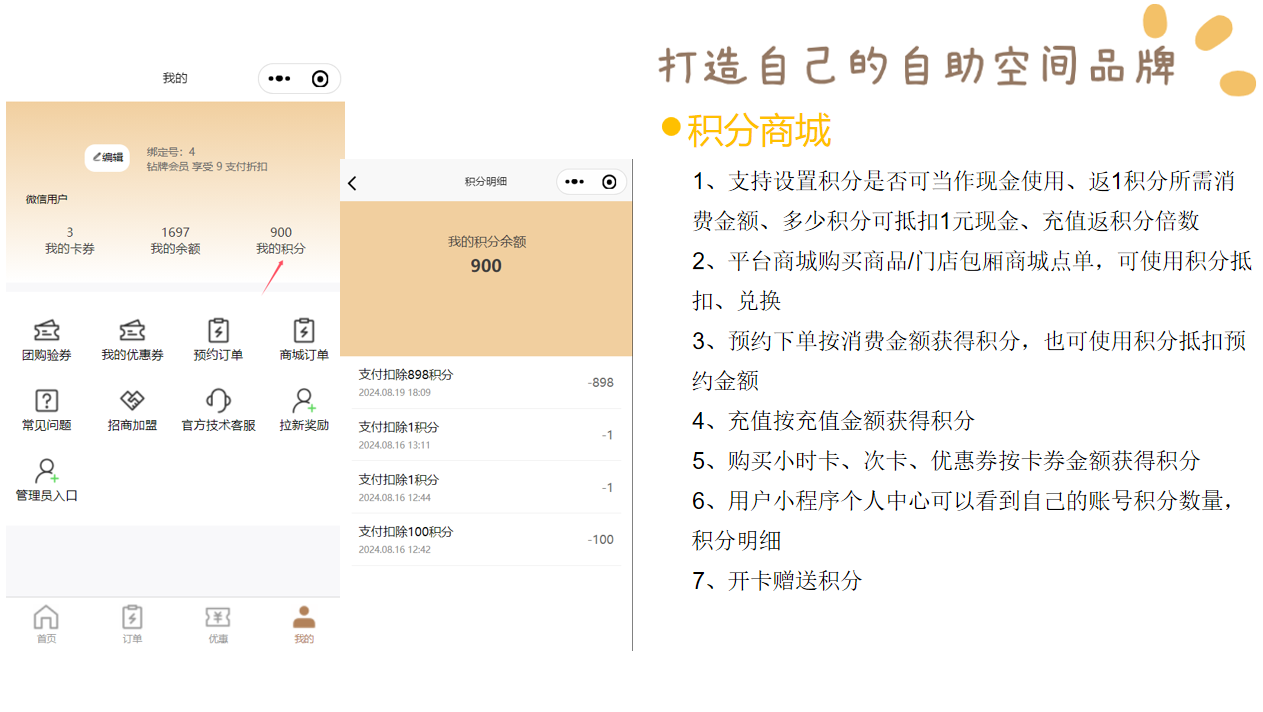 我的
编辑
绑定号：4
钻牌会员 享受 9 支付折扣
微信用户
3
1697
900
我的卡券
我的余额
我的积分
团购验券
我的优惠券
预约订单
商城订单
常见问题
招商加盟
官方技术客服
拉新奖励
管理员入口
首页
订单
优惠
我的
积分明细
我的积分余额
900
支付扣除898积分
-898
2024.08.19 18:09
支付扣除1积分
-1
2024.08.16 13:11
支付扣除1积分
-1
2024.08.16 12:44
支付扣除100积分
-100
2024.08.16 12:42
打造自己的自助空间品牌
积分商城
1、支持设置积分是否可当作现金使用、返1积分所需消
费金额、多少积分可抵扣1元现金、充值返积分倍数
2、平台商城购买商品/门店包厢商城点单，可使用积分抵
扣、兑换
3、预约下单按消费金额获得积分，也可使用积分抵扣预
约金额
4、充值按充值金额获得积分
5、购买小时卡、次卡、优惠券按卡券金额获得积分
6、用户小程序个人中心可以看到自己的账号积分数量，
积分明细
7、开卡赠送积分